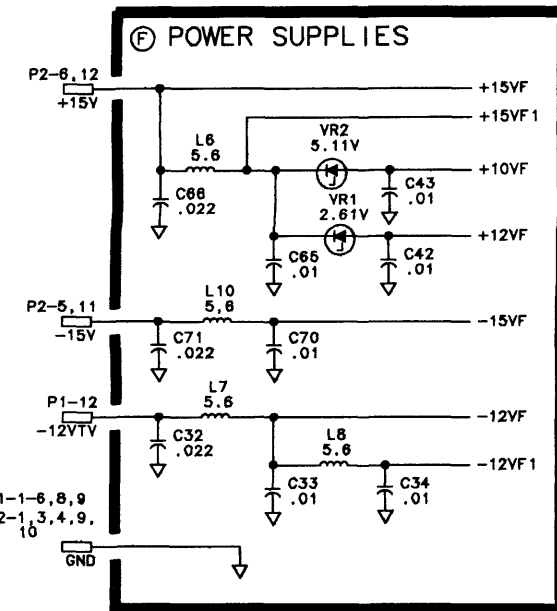 Ⓕ POWER SUPPLIES
P2-6,12
+15V
+15VF
+15VF1
L6
5.6
VR2
5.11V
+10VF
C66
.022
C43
.01
VR1
2.61V
+12VF
C65
.01
C42
.01
P2-5,11
-15V
L10
5,6
-15VF
C71
.022
C70
.01
P1-12
-12VTV
L7
5.6
-12VF
C32
.022
L8
5.6
-12VF1
C33
.01
C34
.01
1-1-6,8,9
2-1,3,4,9,
10
GND